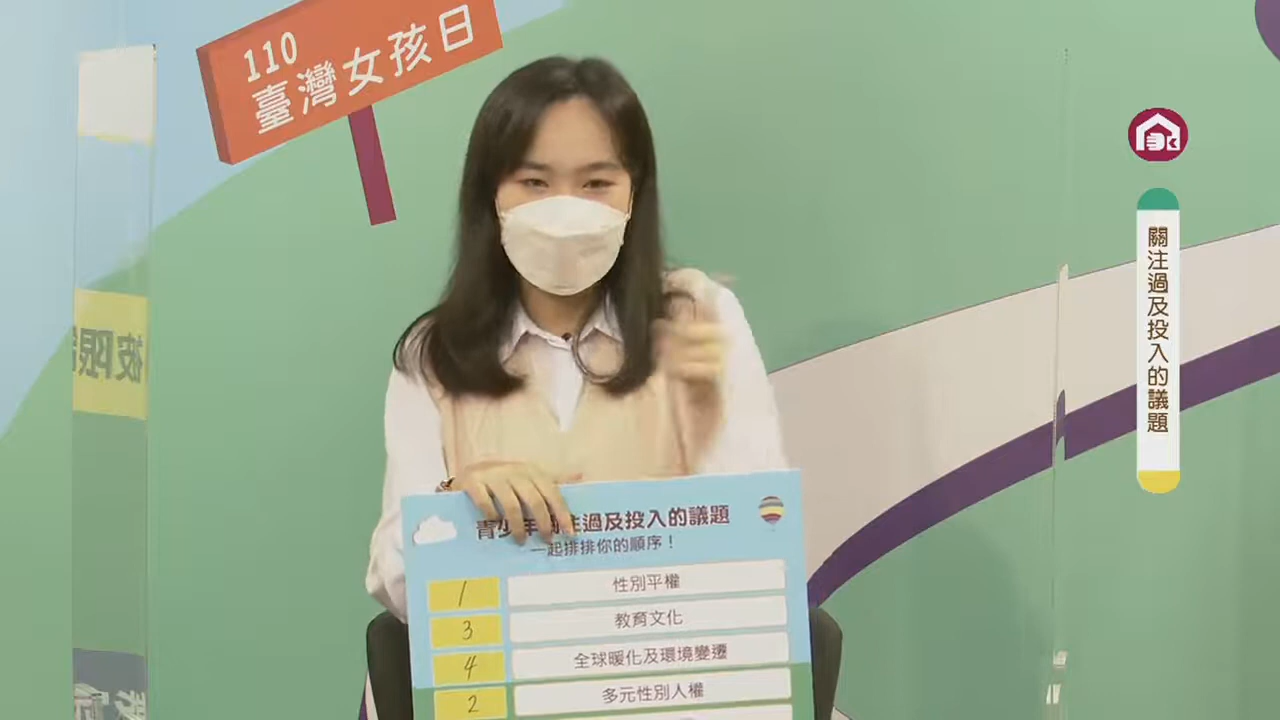 110
臺灣女孩日
關注過及投入的議題
青少年關注過及投入的議題
一起排排你的順序！
1 性別平權
3 教育文化
4 全球暖化及環境變遷
2 多元性別人權
被限